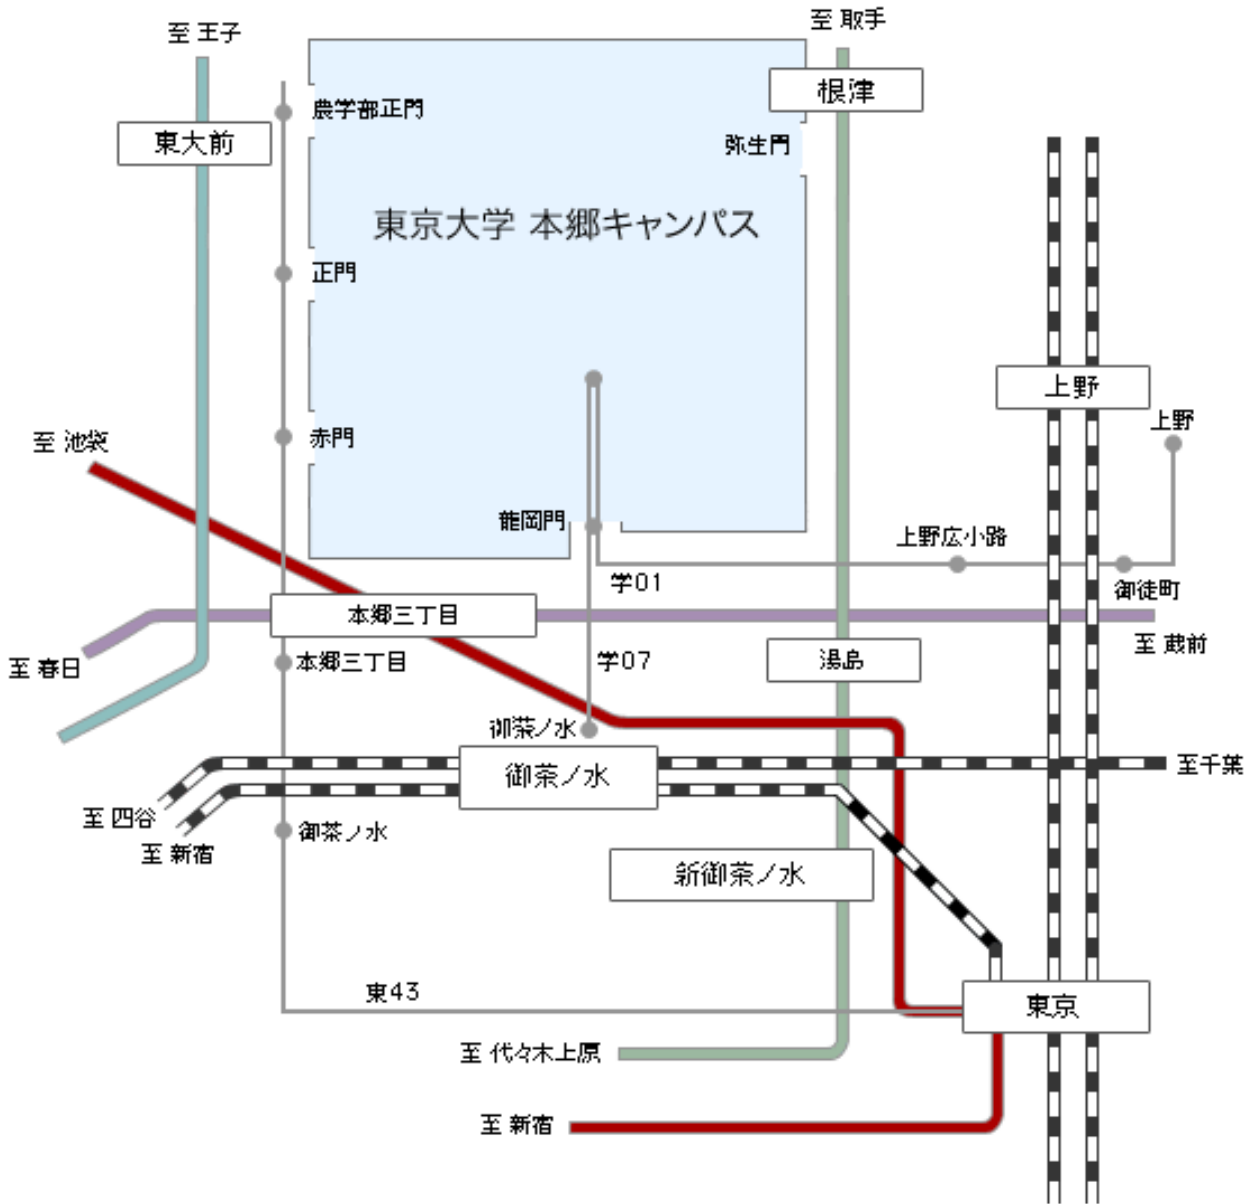 至 取手
至 王子
根津
農学部正門
東大前
弥生門
東京大学 本郷キャンパス
正門
上野
上野
赤門
至 池袋
龍岡門
上野広小路
学01
御徒町
本郷三丁目
至 蔵前
至 春日
本郷三丁目
学07
湯島
御茶ノ水
御茶ノ水
至千葉
至 四谷
御茶ノ水
至 新宿
新御茶ノ水
東43
東京
至 代々木上原
至 新宿